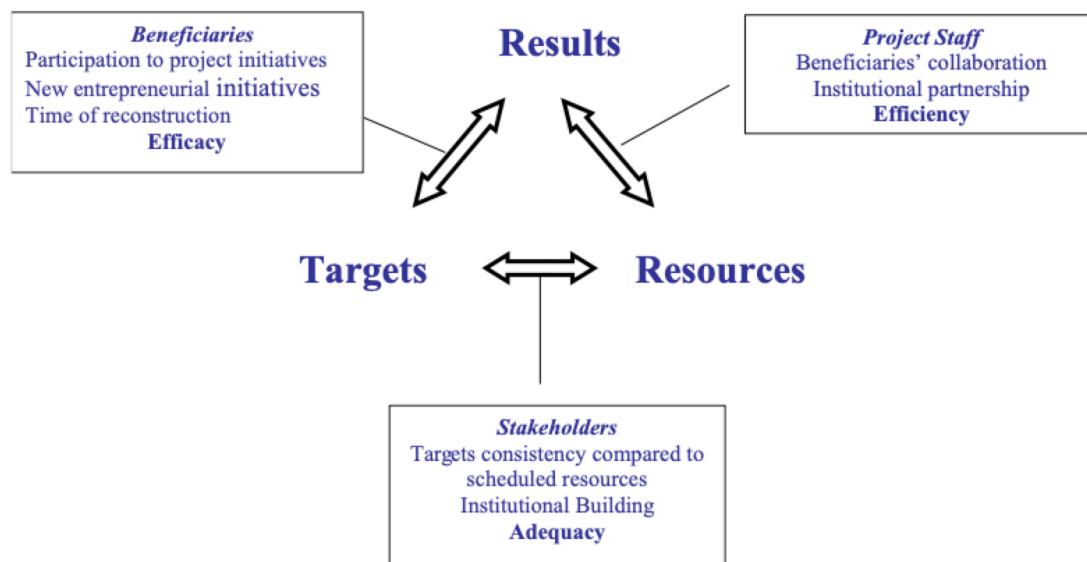 Beneficiaries
Participation to project initiatives
New entrepreneurial initiatives
Time of reconstruction
Efficacy
Results
Project Staff
Beneficiaries’ collaboration
Institutional partnership
Efficiency
Targets
Resources
Stakeholders
Targets consistency compared to
scheduled resources
Institutional Building
Adequacy